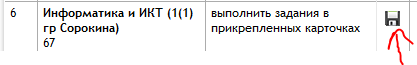 6 Информатика и ИКТ (1(1) выполнить задания в
гр Сорокина) прикрепленных карточках
67